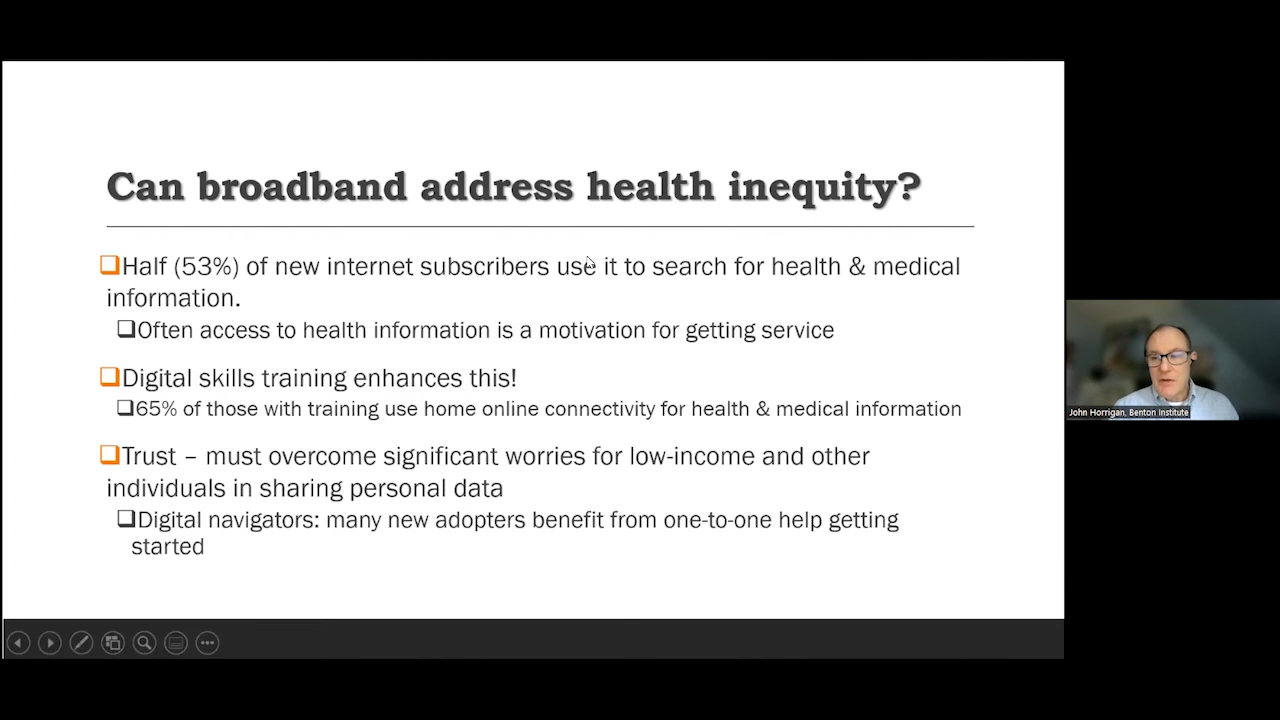 Can broadband address health inequity?
Half (53%) of new internet subscribers use it to search for health & medical
information.
Often access to health information is a motivation for getting service
Digital skills training enhances this!
65% of those with training use home online connectivity for health & medical information
Trust – must overcome significant worries for low-income and other
individuals in sharing personal data
Digital navigators: many new adopters benefit from one-to-one help getting
started
John Horrigan, Benton Institute